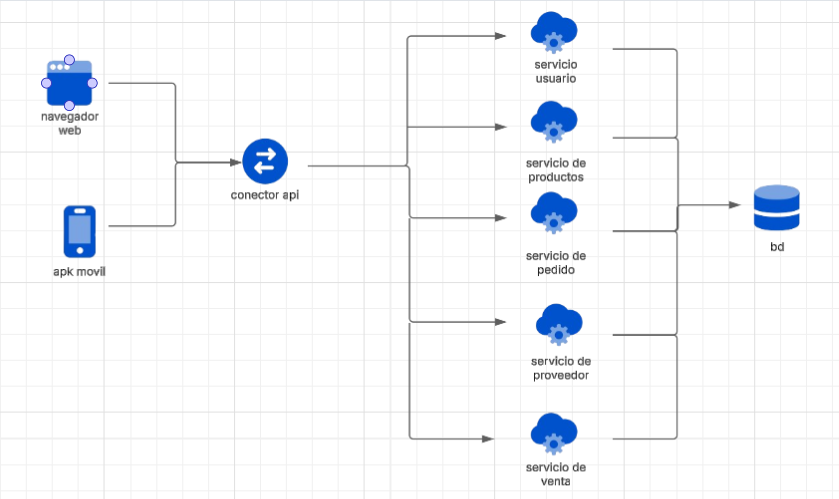 navegador
web
apk movil
conector api
servicio
usuario
servicio de
productos
servicio de
pedido
servicio de
proveedor
servicio de
venta
bd